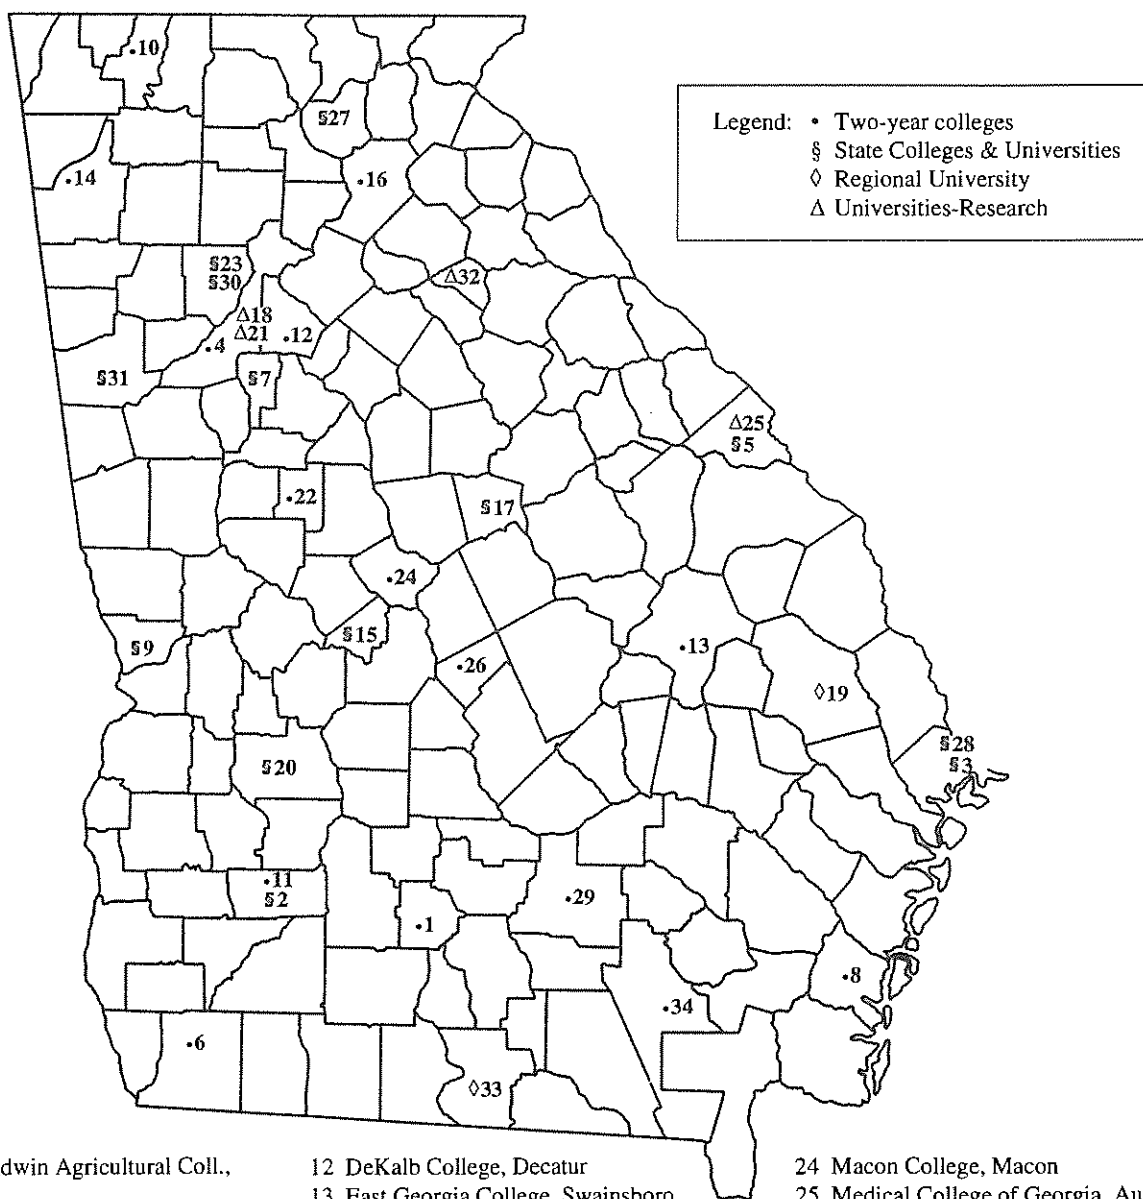 .10
§27
Legend: • Two-year colleges
§ State Colleges & Universities
◊ Regional University
Δ Universities-Research
.14
.16
§23
§30
Δ32
Δ18
Δ21
.12
.4
§31
§7
Δ25
§5
.22
§17
.24
§15
§9
.26
.13
◊19
§28
§3
§20
.11
§2
.29
.1
.8
.34
.6
◊33
dwin Agricultural Coll.,
12 DeKalb College, Decatur
24 Macon College, Macon
13 East Georgia College, Swainsboro
25 Medical College of Georgia, Au